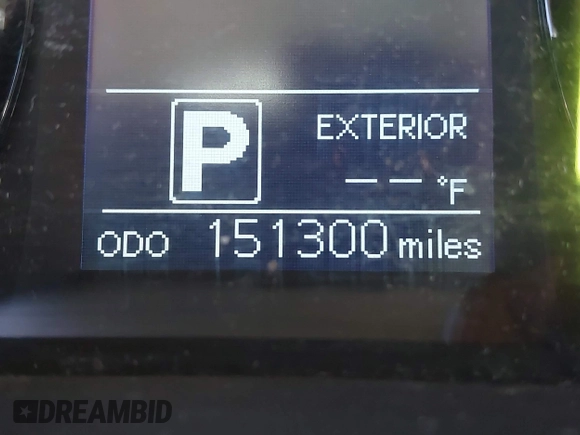 P
EXTERIOR
-- °F
ODO 151300 miles
DREAMBID